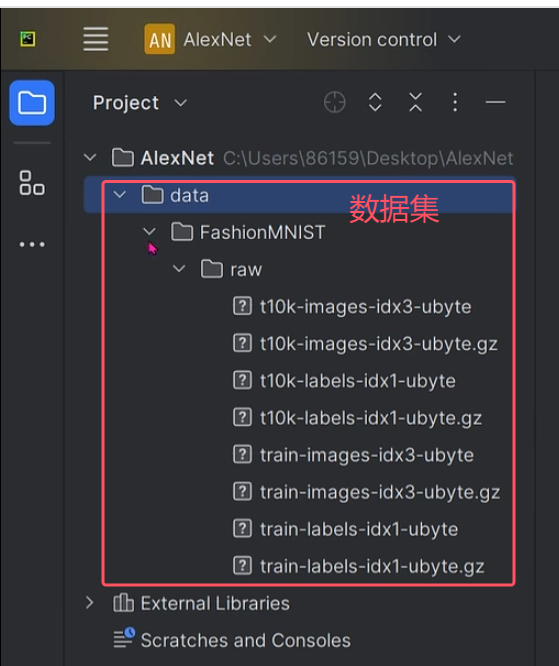 AN AlexNet Version control
Project
AlexNet C:\Users\86159\Desktop\AlexNet
data
数据集
FashionMNIST
raw
t10k-images-idx3-ubyte
t10k-images-idx3-ubyte.gz
t10k-labels-idx1-ubyte
t10k-labels-idx1-ubyte.gz
train-images-idx3-ubyte
train-images-idx3-ubyte.gz
train-labels-idx1-ubyte
train-labels-idx1-ubyte.gz
External Libraries
Scratches and Consoles